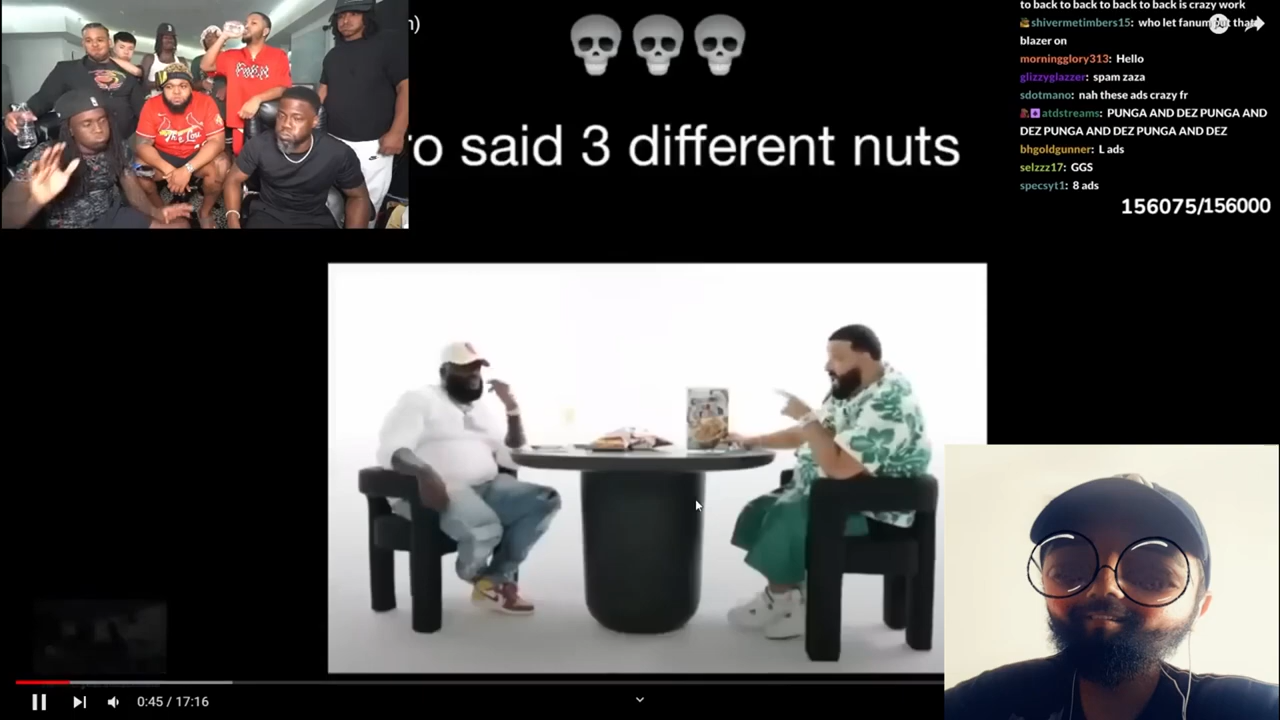 n)
💀💀💀
ro said 3 different nuts
to back to back to back to back is crazy work
shivermetimbers15: who let fanum put that
blazer on
morningglory313: Hello
glizzyglazzer: spam zaza
sdotmano: nah these ads crazy fr
atdstreams: PUNGA AND DEZ PUNGA AND
DEZ PUNGA AND DEZ PUNGA AND DEZ
bhgoldgunner: L ads
selzzz17: GGS
specsyt1: 8 ads
156075/156000
0:45 / 17:16